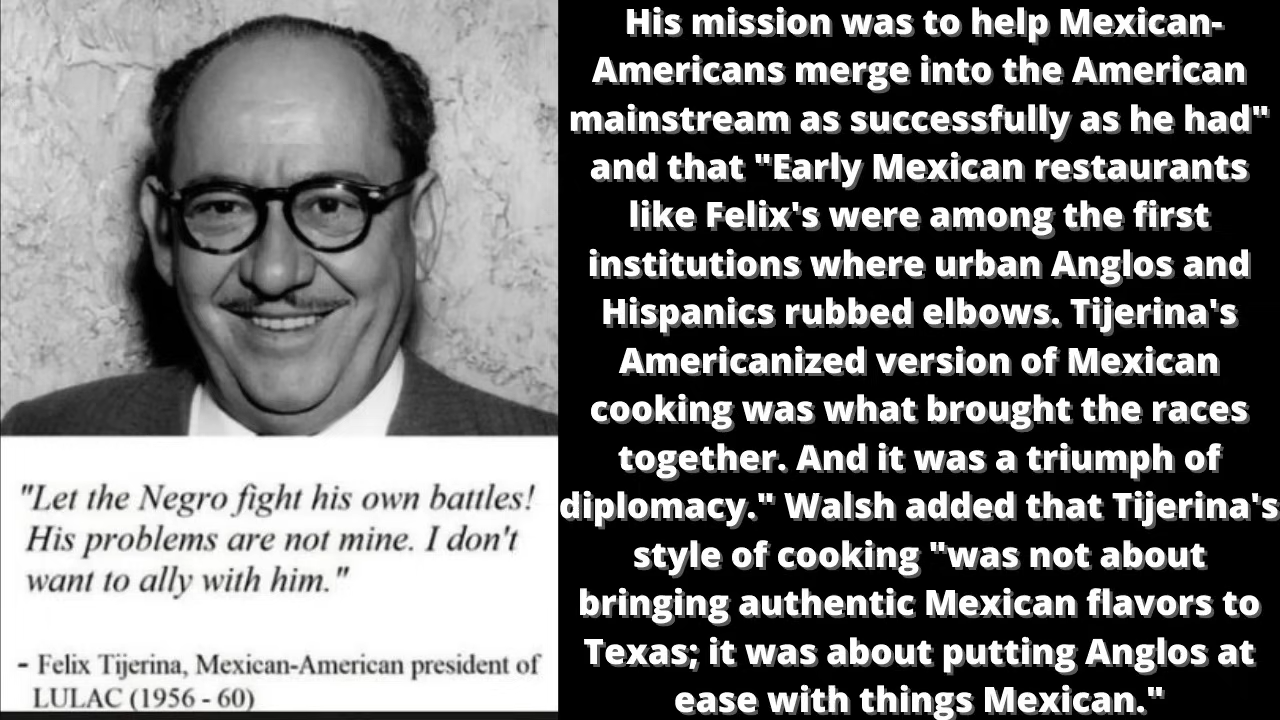 "Let the Negro fight his own battles!
His problems are not mine. I don't
want to ally with him."
- Felix Tijerina, Mexican-American president of
LULAC (1956 - 60)
His mission was to help Mexican-
Americans merge into the American
mainstream as successfully as he had"
and that "Early Mexican restaurants
like Felix's were among the first
institutions where urban Anglos and
Hispanics rubbed elbows. Tijerina's
Americanized version of Mexican
cooking was what brought the races
together. And it was a triumph of
diplomacy." Walsh added that Tijerina's
style of cooking "was not about
bringing authentic Mexican flavors to
Texas; it was about putting Anglos at
ease with things Mexican."